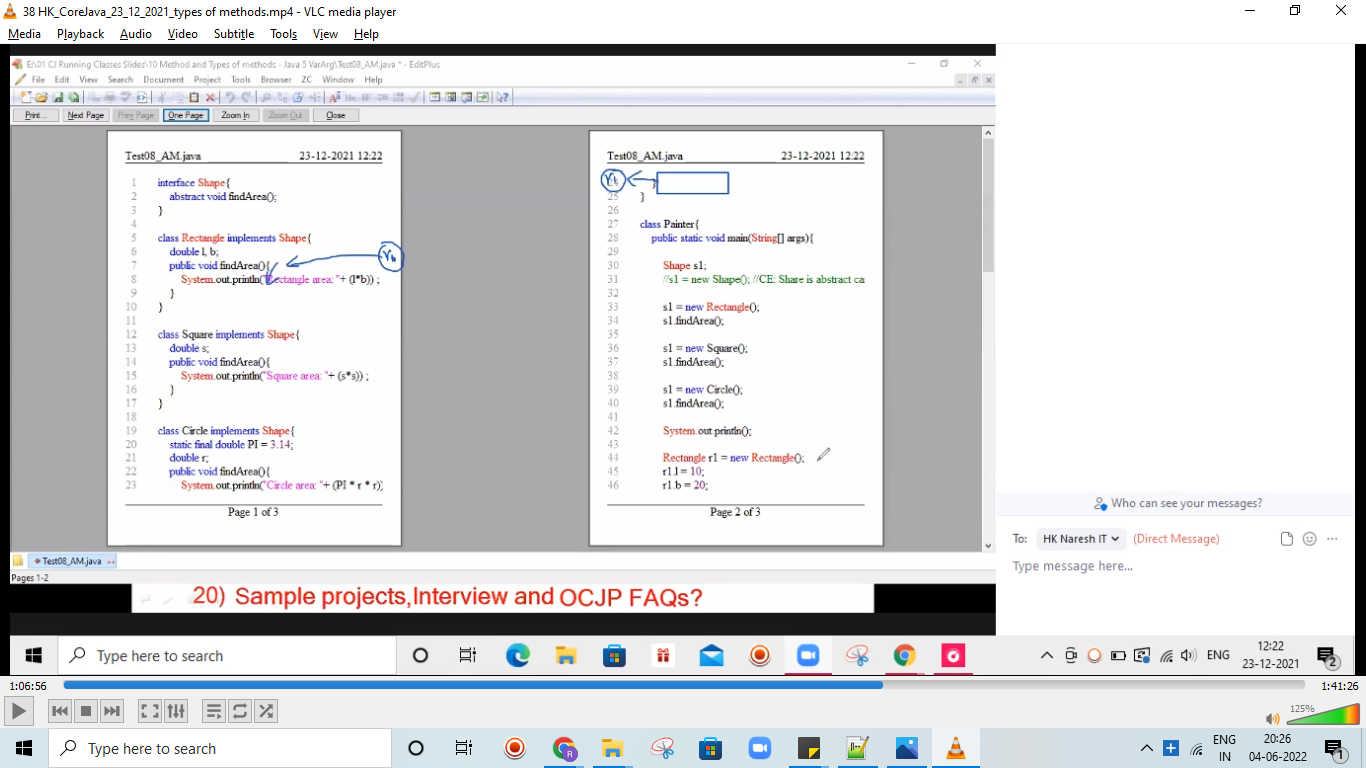 38 HK_CoreJava_23_12_2021_types of methods.mp4 - VLC media player
Media Playback Audio Video Subtitle Tools View Help
E:\01 CJ Running Classes Slides\10 Method and Types of methods - Java 5 VarArg\Test08_AM.java * - EditPlus
File Edit View Search Document Project Tools Browser ZC Window Help
Print... Next Page Prev Page One Page Zoom In Zoom Out Close
Test08_AM.java 23-12-2021 12:22
1 interface Shape{
2 abstract void findArea();
3 }
4
5 class Rectangle implements Shape{
6 double l, b;
7 public void findArea(){
8 System.out.println("Rectangle area: "+ (l*b)) ;
9 }
10 }
11
12 class Square implements Shape{
13 double s;
14 public void findArea(){
15 System.out.println("Square area: "+ (s*s)) ;
16 }
17 }
18
19 class Circle implements Shape{
20 static final double PI = 3.14;
21 double r;
22 public void findArea(){
23 System.out.println("Circle area: "+ (PI * r * r))
Page 1 of 3
Test08_AM.java 23-12-2021 12:22
}
25 }
26
27 class Painter{
28 public static void main(String[] args){
29
30 Shape s1;
31 //s1 = new Shape(); //CE: Share is abstract ca
32
33 s1 = new Rectangle();
34 s1.findArea();
35
36 s1 = new Square();
37 s1.findArea();
38
39 s1 = new Circle();
40 s1.findArea();
41
42 System.out.println();
43
44 Rectangle r1 = new Rectangle();
45 r1.l = 10;
46 r1.b = 20;
Page 2 of 3
Test08_AM.java
Pages 1-2
20) Sample projects,Interview and OCJP FAQs?
Who can see your messages?
To: HK Naresh IT (Direct Message)
Type message here...
Type here to search
ENG
12:22
23-12-2021
2
1:06:56
1:41:26
125%
Type here to search
R
ENG
IN
20:26
04-06-2022
1